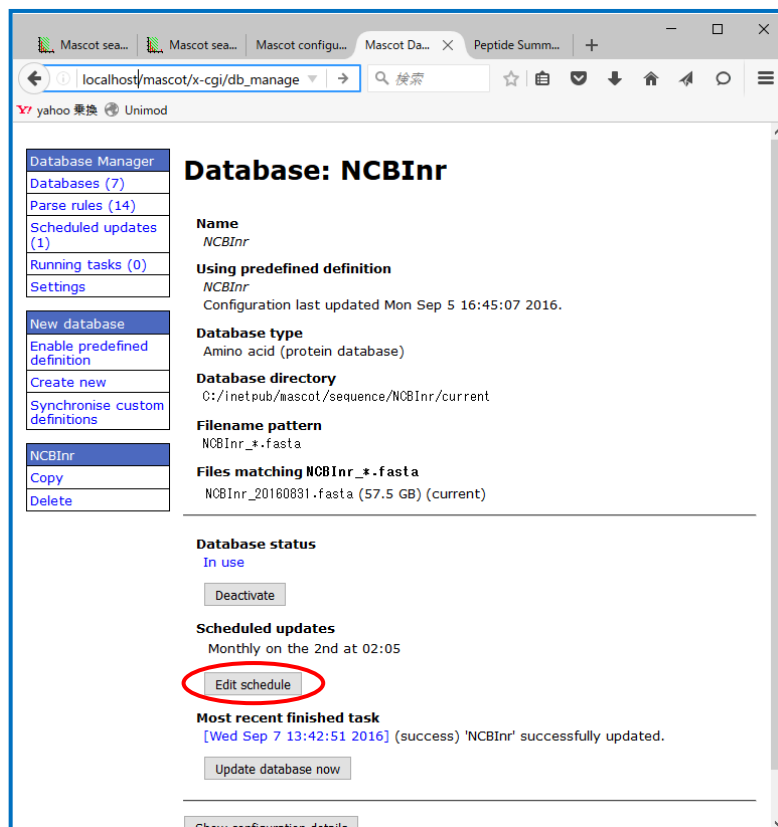 Mascot sea...
Mascot sea...
Mascot configu...
Mascot Da...
Peptide Summ...
localhost/mascot/x-cgi/db_manage
検索
yahoo 乗換
Unimod
Database Manager
Databases (7)
Parse rules (14)
Scheduled updates
(1)
Running tasks (0)
Settings
New database
Enable predefined
definition
Create new
Synchronise custom
definitions
NCBInr
Copy
Delete
Database: NCBInr
Name
NCBInr
Using predefined definition
NCBInr
Configuration last updated Mon Sep 5 16:45:07 2016.
Database type
Amino acid (protein database)
Database directory
C:/inetpub/mascot/sequence/NCBInr/current
Filename pattern
NCBInr_*.fasta
Files matching NCBInr_*.fasta
NCBInr_20160831.fasta (57.5 GB) (current)
Database status
In use
Deactivate
Scheduled updates
Monthly on the 2nd at 02:05
Edit schedule
Most recent finished task
[Wed Sep 7 13:42:51 2016] (success) 'NCBInr' successfully updated.
Update database now
Show configuration details